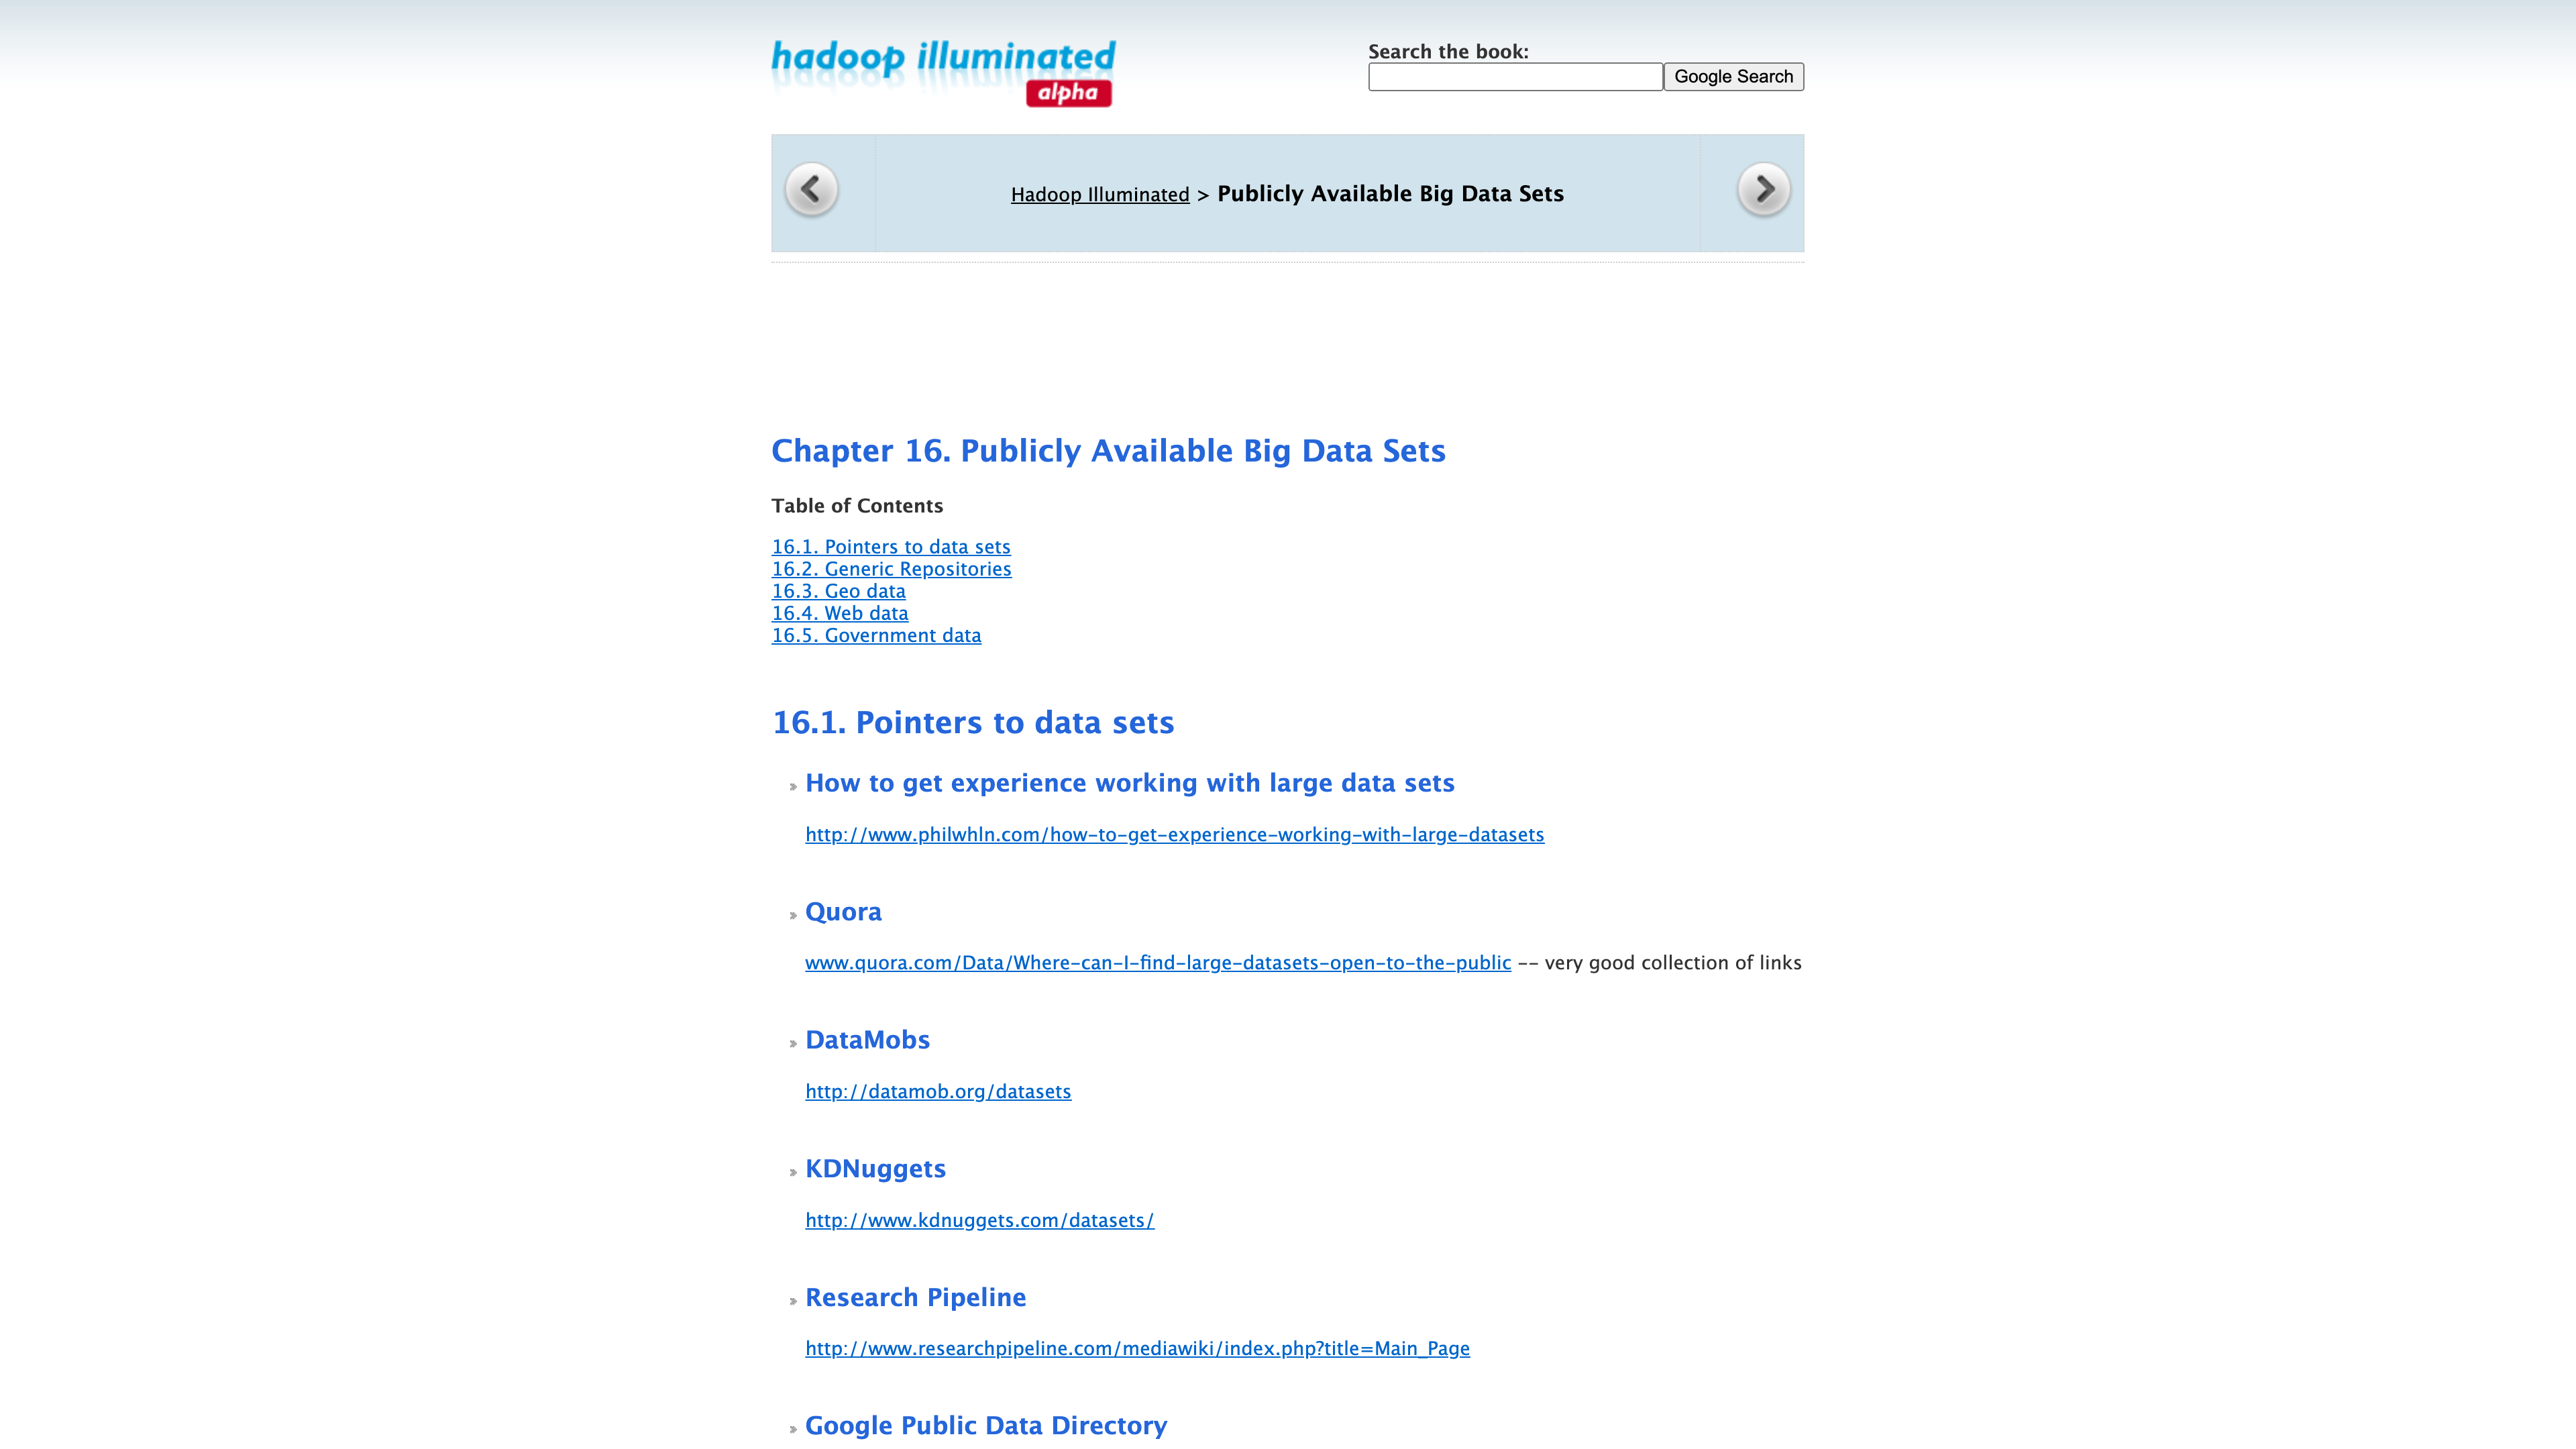 hadoop illuminated
alpha
Search the book:
Google Search
Hadoop Illuminated > Publicly Available Big Data Sets
Chapter 16. Publicly Available Big Data Sets
Table of Contents
16.1. Pointers to data sets
16.2. Generic Repositories
16.3. Geo data
16.4. Web data
16.5. Government data
16.1. Pointers to data sets
How to get experience working with large data sets
http://www.philwhln.com/how-to-get-experience-working-with-large-datasets
Quora
www.quora.com/Data/Where-can-I-find-large-datasets-open-to-the-public -- very good collection of links
DataMobs
http://datamob.org/datasets
KDNuggets
http://www.kdnuggets.com/datasets/
Research Pipeline
http://www.researchpipeline.com/mediawiki/index.php?title=Main_Page
Google Public Data Directory